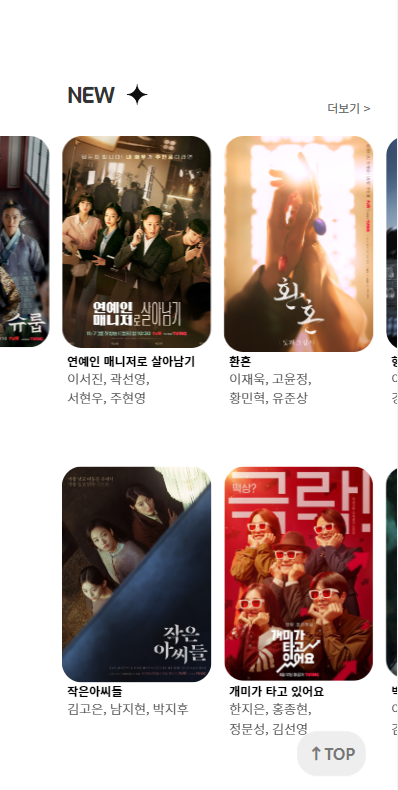 NEW
더보기 >
슈룹
연예인
매니저로 살아남기
환혼
연예인 매니저로 살아남기
이서진, 곽선영,
서현우, 주현영
환혼
이재욱, 고윤정,
황민혁, 유준상
작은
아씨들
극락!
떡상?
개미가
타고
있어요
작은아씨들
김고은, 남지현, 박지후
개미가 타고 있어요
한지은, 홍종현,
정문성, 김선영
↑TOP